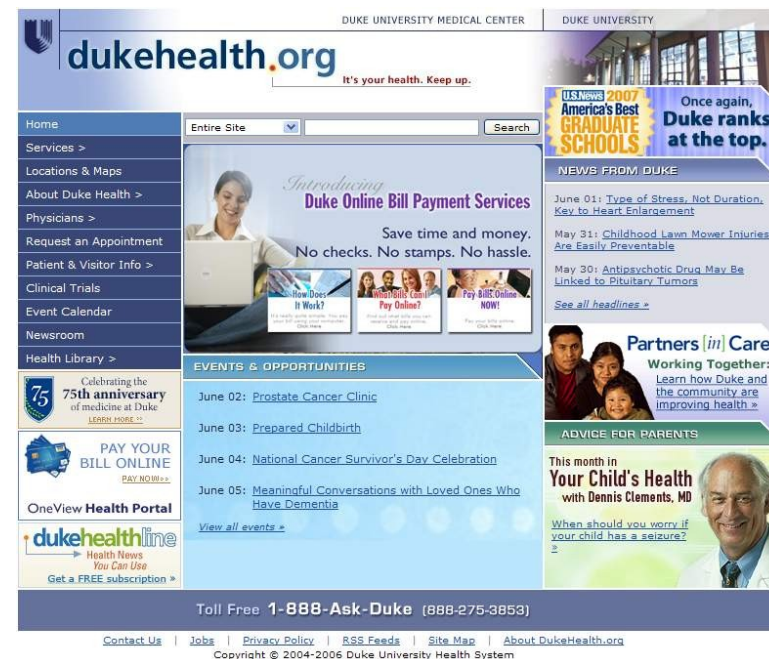 DUKE UNIVERSITY MEDICAL CENTER
DUKE UNIVERSITY
dukehealth.org
It's your health. Keep up.
Home
Services >
Locations & Maps
About Duke Health >
Physicians >
Request an Appointment
Patient & Visitor Info >
Clinical Trials
Event Calendar
Newsroom
Health Library >
Celebrating the
75
75th anniversary
of medicine at Duke
LEARN MORE >>
PAY YOUR
BILL ONLINE
PAY NOW>>
OneView Health Portal
dukehealthline
Health News
You Can Use
Get a FREE subscription »
Entire Site
Search
Introducing
Duke Online Bill Payment Services
Save time and money.
No checks. No stamps. No hassle.
How Does
It Work?
Click Here
What Bills Can I
Pay Online?
Click Here
Pay Bills Online
NOW!
Pay your bills online.
Click Here
EVENTS & OPPORTUNITIES
June 02: Prostate Cancer Clinic
June 03: Prepared Childbirth
June 04: National Cancer Survivor's Day Celebration
June 05: Meaningful Conversations with Loved Ones Who
Have Dementia
View all events »
U.S.News 2007
America's Best
GRADUATE
SCHOOLS
Once again,
Duke ranks
at the top.
NEWS FROM DUKE
June 01: Type of Stress, Not Duration,
Key to Heart Enlargement
May 31: Childhood Lawn Mower Injuries
Are Easily Preventable
May 30: Antipsychotic Drug May Be
Linked to Pituitary Tumors
See all headlines »
Partners [in] Care
Working Together:
Learn how Duke and
the community are
improving health »
ADVICE FOR PARENTS
This month in
Your Child's Health
with Dennis Clements, MD
When should you worry if
your child has a seizure?
»
Toll Free 1-888-Ask-Duke (888-275-3853)
Contact Us | Jobs | Privacy Policy | RSS Feeds | Site Map | About DukeHealth.org
Copyright © 2004-2006 Duke University Health System